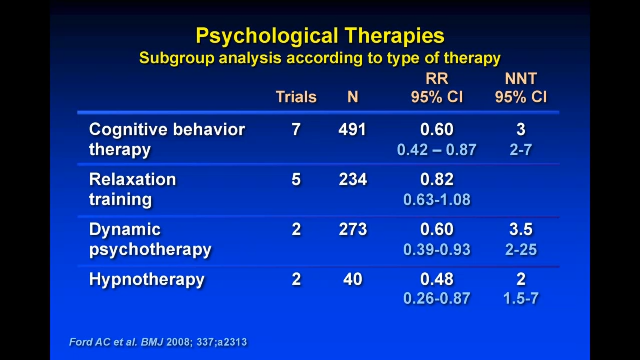 Psychological Therapies
Subgroup analysis according to type of therapy
RR NNT
Trials N 95% CI 95% CI
Cognitive behavior 7 491 0.60 3
therapy 0.42 – 0.87 2-7
Relaxation 5 234 0.82
training 0.63-1.08
Dynamic 2 273 0.60 3.5
psychotherapy 0.39-0.93 2-25
Hypnotherapy 2 40 0.48 2
0.26-0.87 1.5-7
Ford AC et al. BMJ 2008; 337;a2313